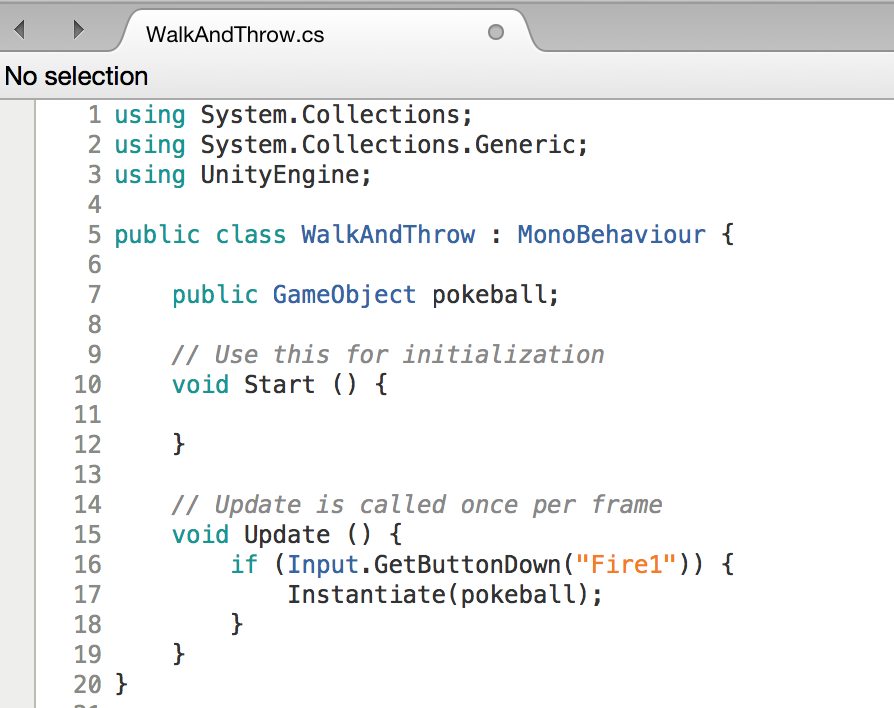 WalkAndThrow.cs
No selection
1 using System.Collections;
2 using System.Collections.Generic;
3 using UnityEngine;
4
5 public class WalkAndThrow : MonoBehaviour {
6
7     public GameObject pokeball;
8
9     // Use this for initialization
10     void Start () {
11
12     }
13
14     // Update is called once per frame
15     void Update () {
16         if (Input.GetButtonDown("Fire1")) {
17             Instantiate(pokeball);
18         }
19     }
20 }